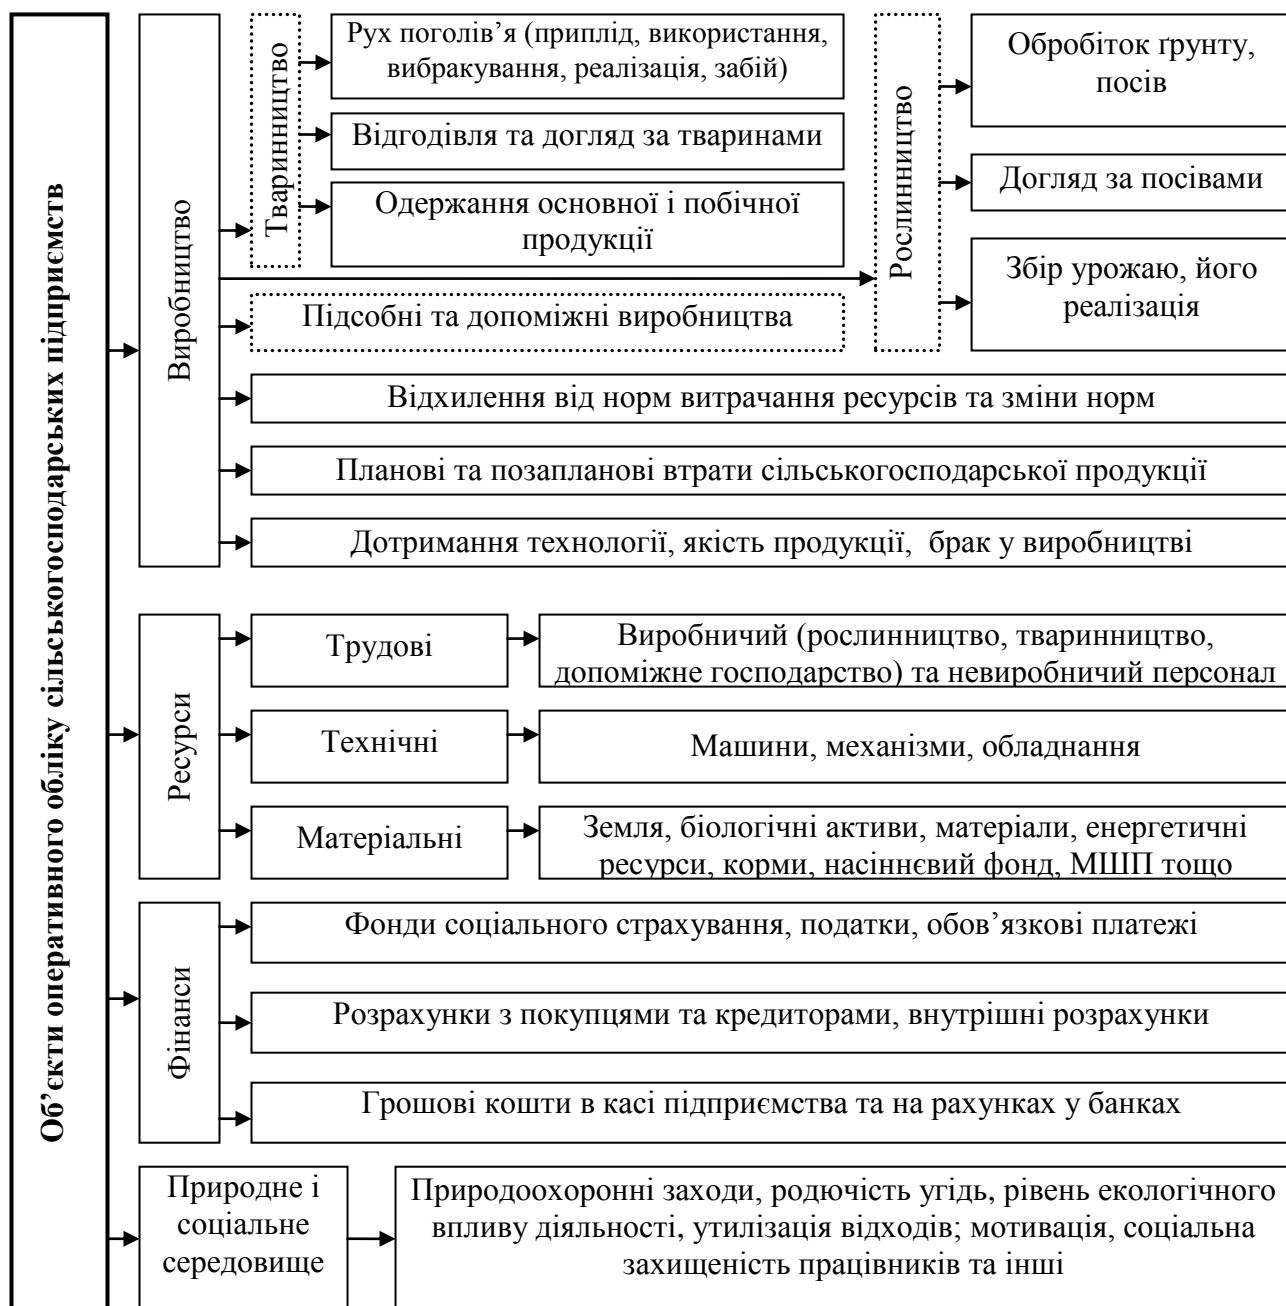 Об’єкти оперативного обліку сільськогосподарських підприємств
Виробництво
Тваринництво
Рух поголів’я (приплід, використання,
вибракування, реалізація, забій)
Відгодівля та догляд за тваринами
Одержання основної і побічної
продукції
Рослинництво
Обробіток ґрунту,
посів
Догляд за посівами
Збір урожаю, його
реалізація
Підсобні та допоміжні виробництва
Відхилення від норм витрачання ресурсів та зміни норм
Планові та позапланові втрати сільськогосподарської продукції
Дотримання технології, якість продукції, брак у виробництві
Ресурси
Трудові
Виробничий (рослинництво, тваринництво,
допоміжне господарство) та невиробничий персонал
Технічні
Машини, механізми, обладнання
Матеріальні
Земля, біологічні активи, матеріали, енергетичні
ресурси, корми, насіннєвий фонд, МШП тощо
Фінанси
Фонди соціального страхування, податки, обов’язкові платежі
Розрахунки з покупцями та кредиторами, внутрішні розрахунки
Грошові кошти в касі підприємства та на рахунках у банках
Природне і
соціальне
середовище
Природоохоронні заходи, родючість угідь, рівень екологічного
впливу діяльності, утилізація відходів; мотивація, соціальна
захищеність працівників та інші